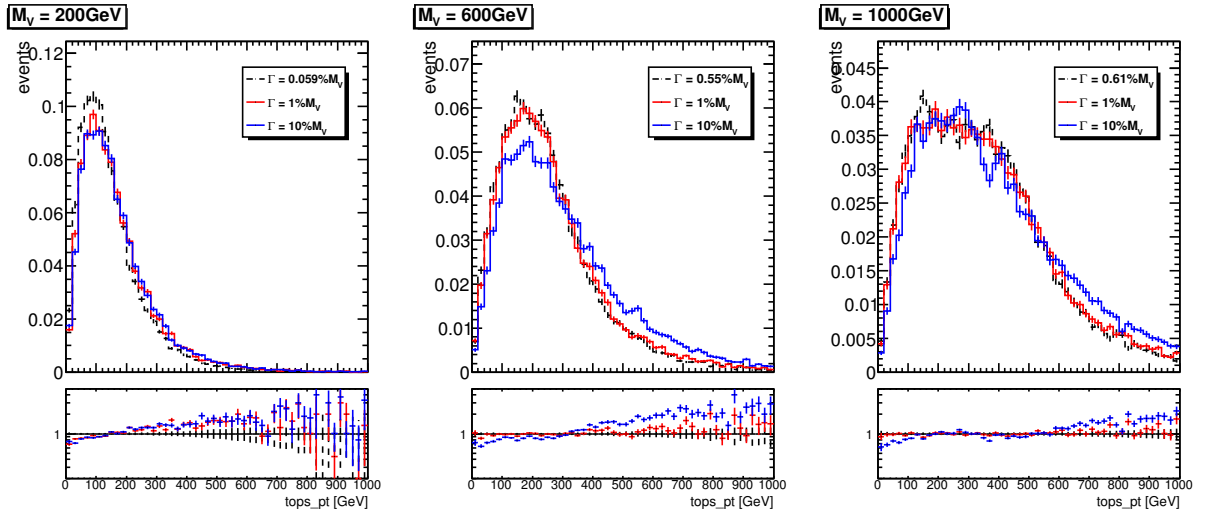 M_V = 200GeV
events
Γ = 0.059%M_V
Γ = 1%M_V
Γ = 10%M_V
0.12
0.1
0.08
0.06
0.04
0.02
0
1
0 100 200 300 400 500 600 700 800 900 1000
tops_pt [GeV]
M_V = 600GeV
events
Γ = 0.55%M_V
Γ = 1%M_V
Γ = 10%M_V
0.07
0.06
0.05
0.04
0.03
0.02
0.01
0
1
0 100 200 300 400 500 600 700 800 900 1000
tops_pt [GeV]
M_V = 1000GeV
events
Γ = 0.61%M_V
Γ = 1%M_V
Γ = 10%M_V
0.045
0.04
0.035
0.03
0.025
0.02
0.015
0.01
0.005
0
1
0 100 200 300 400 500 600 700 800 900 1000
tops_pt [GeV]